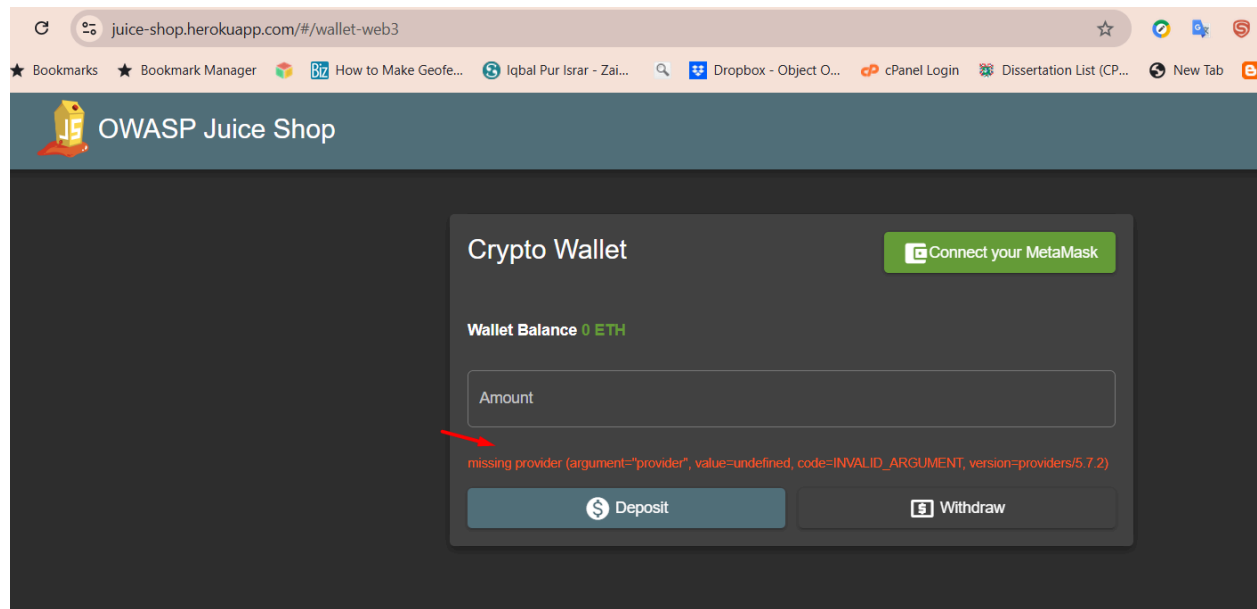 juice-shop.herokuapp.com/#/wallet-web3
Bookmarks Bookmark Manager Biz How to Make Geofe... Iqbal Pur Israr - Zai... Dropbox - Object O... cPanel Login Dissertation List (CP... New Tab
JS OWASP Juice Shop
Crypto Wallet Connect your MetaMask
Wallet Balance 0 ETH
Amount
missing provider (argument="provider", value=undefined, code=INVALID_ARGUMENT, version=providers/5.7.2)
Deposit Withdraw